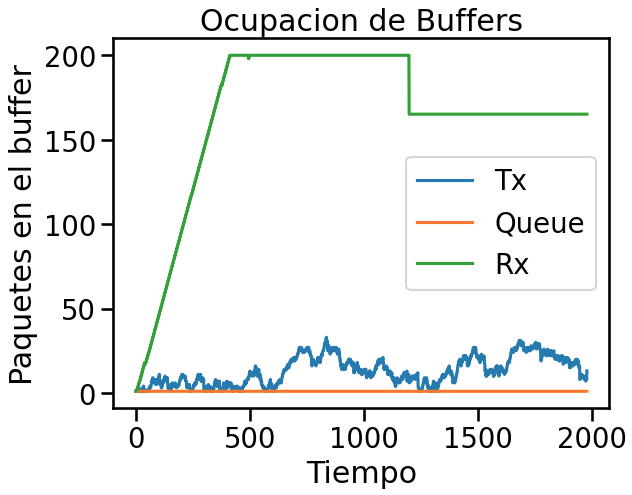 Ocupacion de Buffers
Paquetes en el buffer
200
150
100
50
0
Tx
Queue
Rx
0 500 1000 1500 2000
Tiempo